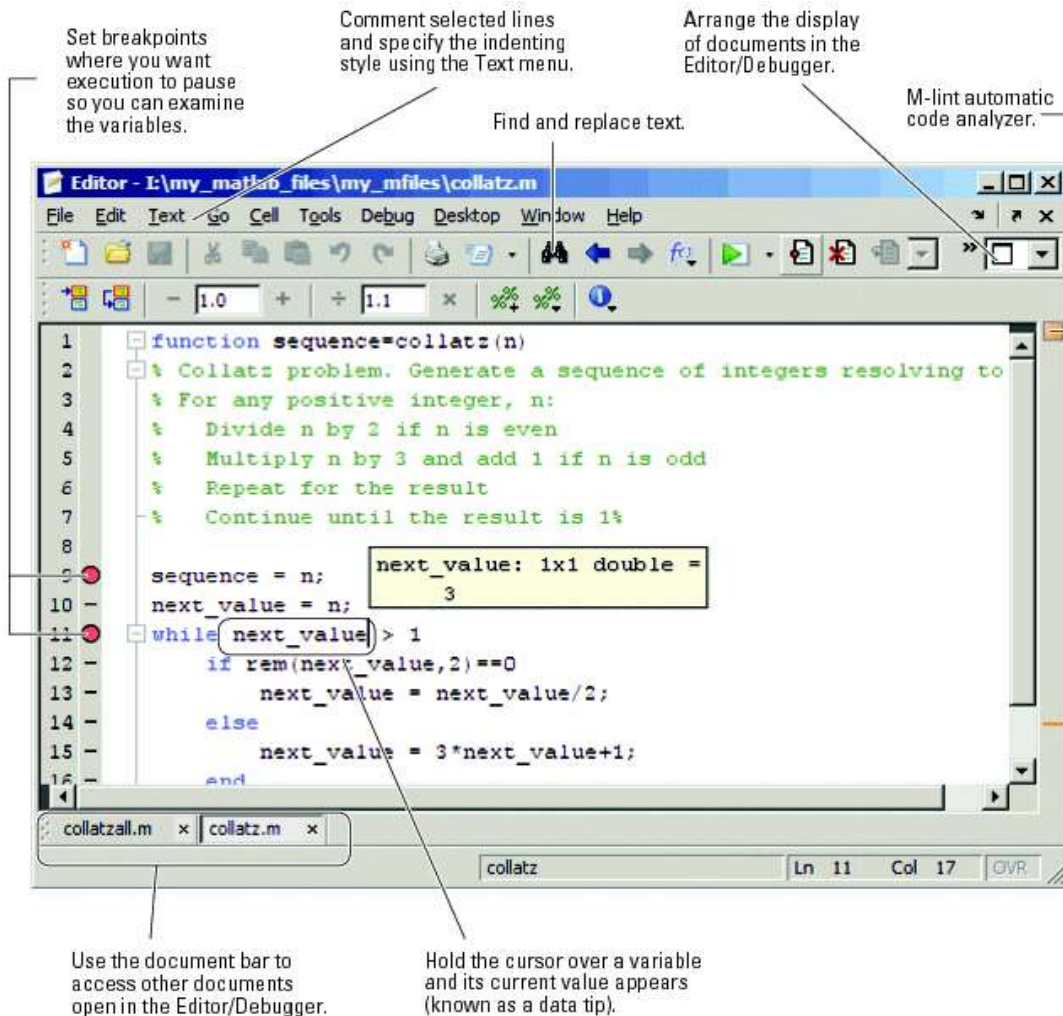 Set breakpoints
where you want
execution to pause
so you can examine
the variables.
Comment selected lines
and specify the indenting
style using the Text menu.
Find and replace text.
Arrange the display
of documents in the
Editor/Debugger.
M-lint automatic
code analyzer.
Editor - I:\my_matlab_files\my_mfiles\collatz.m
File Edit Text Go Cell Tools Debug Desktop Window Help
- 1.0 + ÷ 1.1 ×
1 function sequence=collatz(n)
2 % Collatz problem. Generate a sequence of integers resolving to
3 % For any positive integer, n:
4 %   Divide n by 2 if n is even
5 %   Multiply n by 3 and add 1 if n is odd
6 %   Repeat for the result
7 %   Continue until the result is 1%
8
9 sequence = n;
next_value: 1x1 double =
3
10 - next_value = n;
11 while next_value > 1
12 - if rem(next_value,2)==0
13 - next_value = next_value/2;
14 - else
15 - next_value = 3*next_value+1;
16 - end
collatzall.m × collatz.m ×
collatz Ln 11 Col 17 OVR
Use the document bar to
access other documents
open in the Editor/Debugger.
Hold the cursor over a variable
and its current value appears
(known as a data tip).